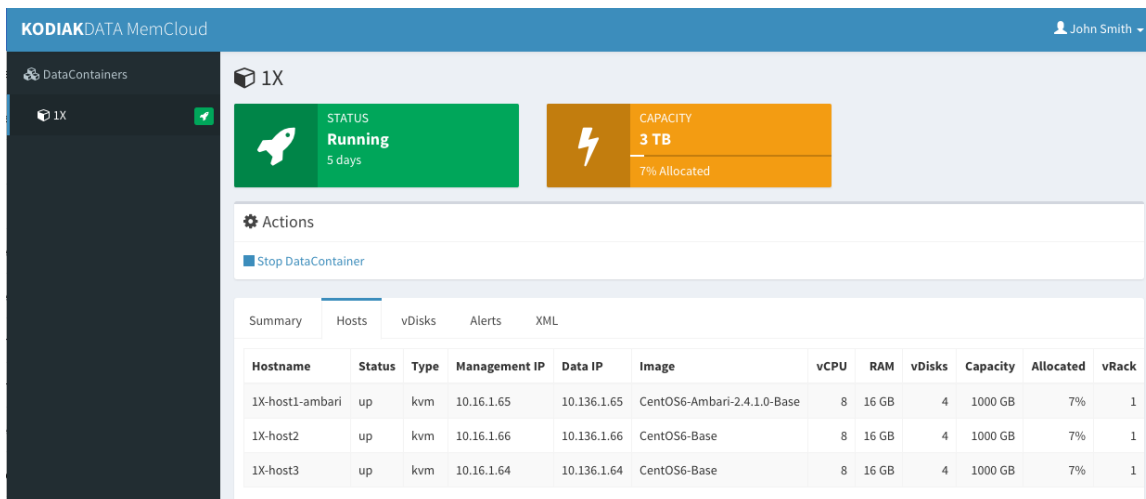 KODIAKDATA MemCloud
John Smith
DataContainers
1X
1X
STATUS
Running
5 days
CAPACITY
3 TB
7% Allocated
Actions
Stop DataContainer
Summary Hosts vDisks Alerts XML
Hostname Status Type Management IP Data IP Image vCPU RAM vDisks Capacity Allocated vRack
1X-host1-ambari up kvm 10.16.1.65 10.136.1.65 CentOS6-Ambari-2.4.1.0-Base 8 16 GB 4 1000 GB 7% 1
1X-host2 up kvm 10.16.1.66 10.136.1.66 CentOS6-Base 8 16 GB 4 1000 GB 7% 1
1X-host3 up kvm 10.16.1.64 10.136.1.64 CentOS6-Base 8 16 GB 4 1000 GB 7% 1